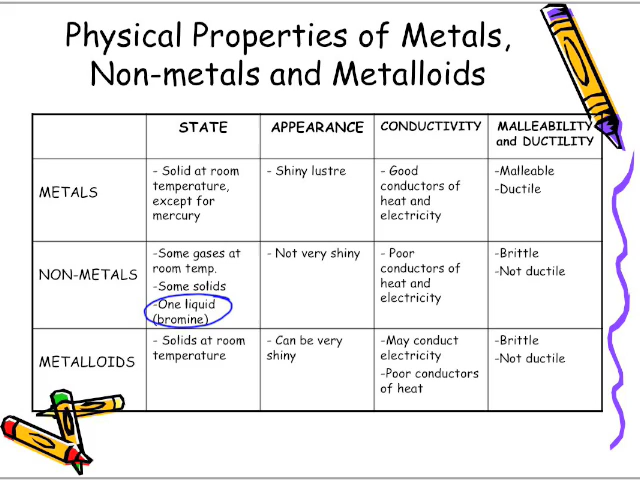 Physical Properties of Metals,
Non-metals and Metalloids
STATE
APPEARANCE
CONDUCTIVITY
MALLEABILITY
and DUCTILITY
METALS
- Solid at room
temperature,
except for
mercury
- Shiny lustre
- Good
conductors of
heat and
electricity
-Malleable
-Ductile
NON-METALS
-Some gases at
room temp.
-Some solids
-One liquid
(bromine)
- Not very shiny
- Poor
conductors of
heat and
electricity
-Brittle
-Not ductile
METALLOIDS
- Solids at room
temperature
- Can be very
shiny
-May conduct
electricity
-Poor conductors
of heat
-Brittle
-Not ductile